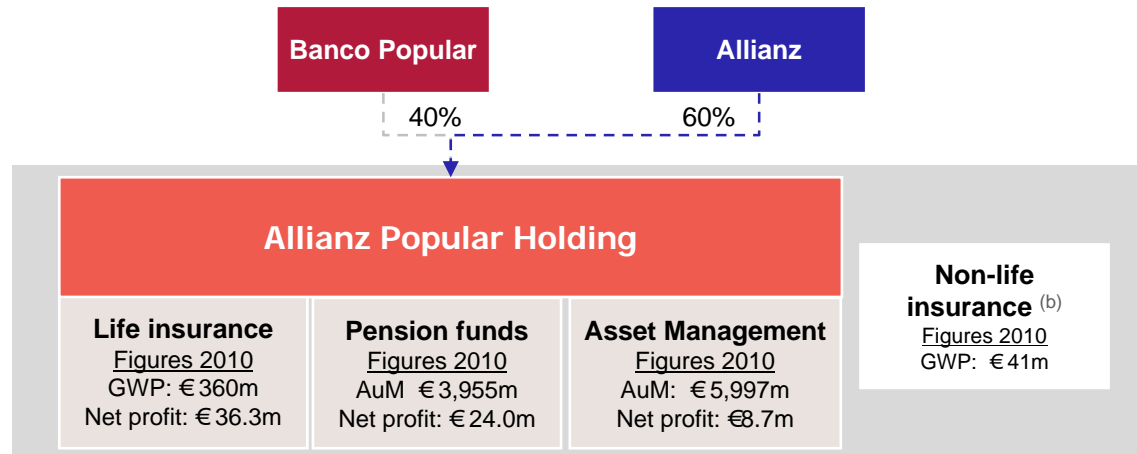 Banco Popular
Allianz
40%
60%
Allianz Popular Holding
Life insurance
Figures 2010
GWP: €360m
Net profit: €36.3m
Pension funds
Figures 2010
AuM €3,955m
Net profit: €24.0m
Asset Management
Figures 2010
AuM: €5,997m
Net profit: €8.7m
Non-life
insurance (b)
Figures 2010
GWP: €41m